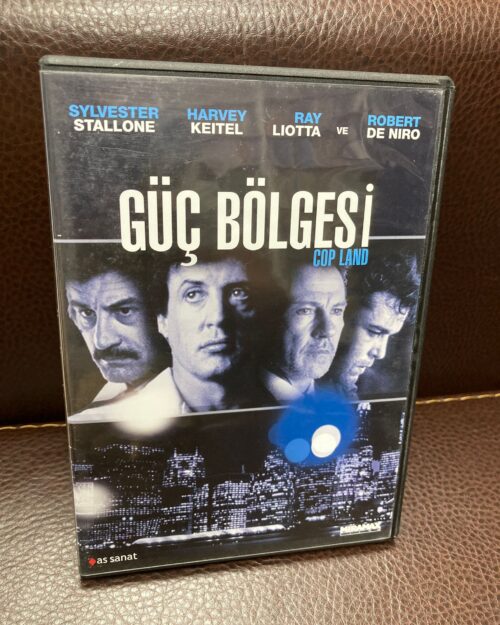 SYLVESTER STALLONE
HARVEY KEITEL
RAY LIOTTA
VE
ROBERT DE NIRO
GÜÇ BÖLGESİ
COP LAND
MIRAMAX
as sanat